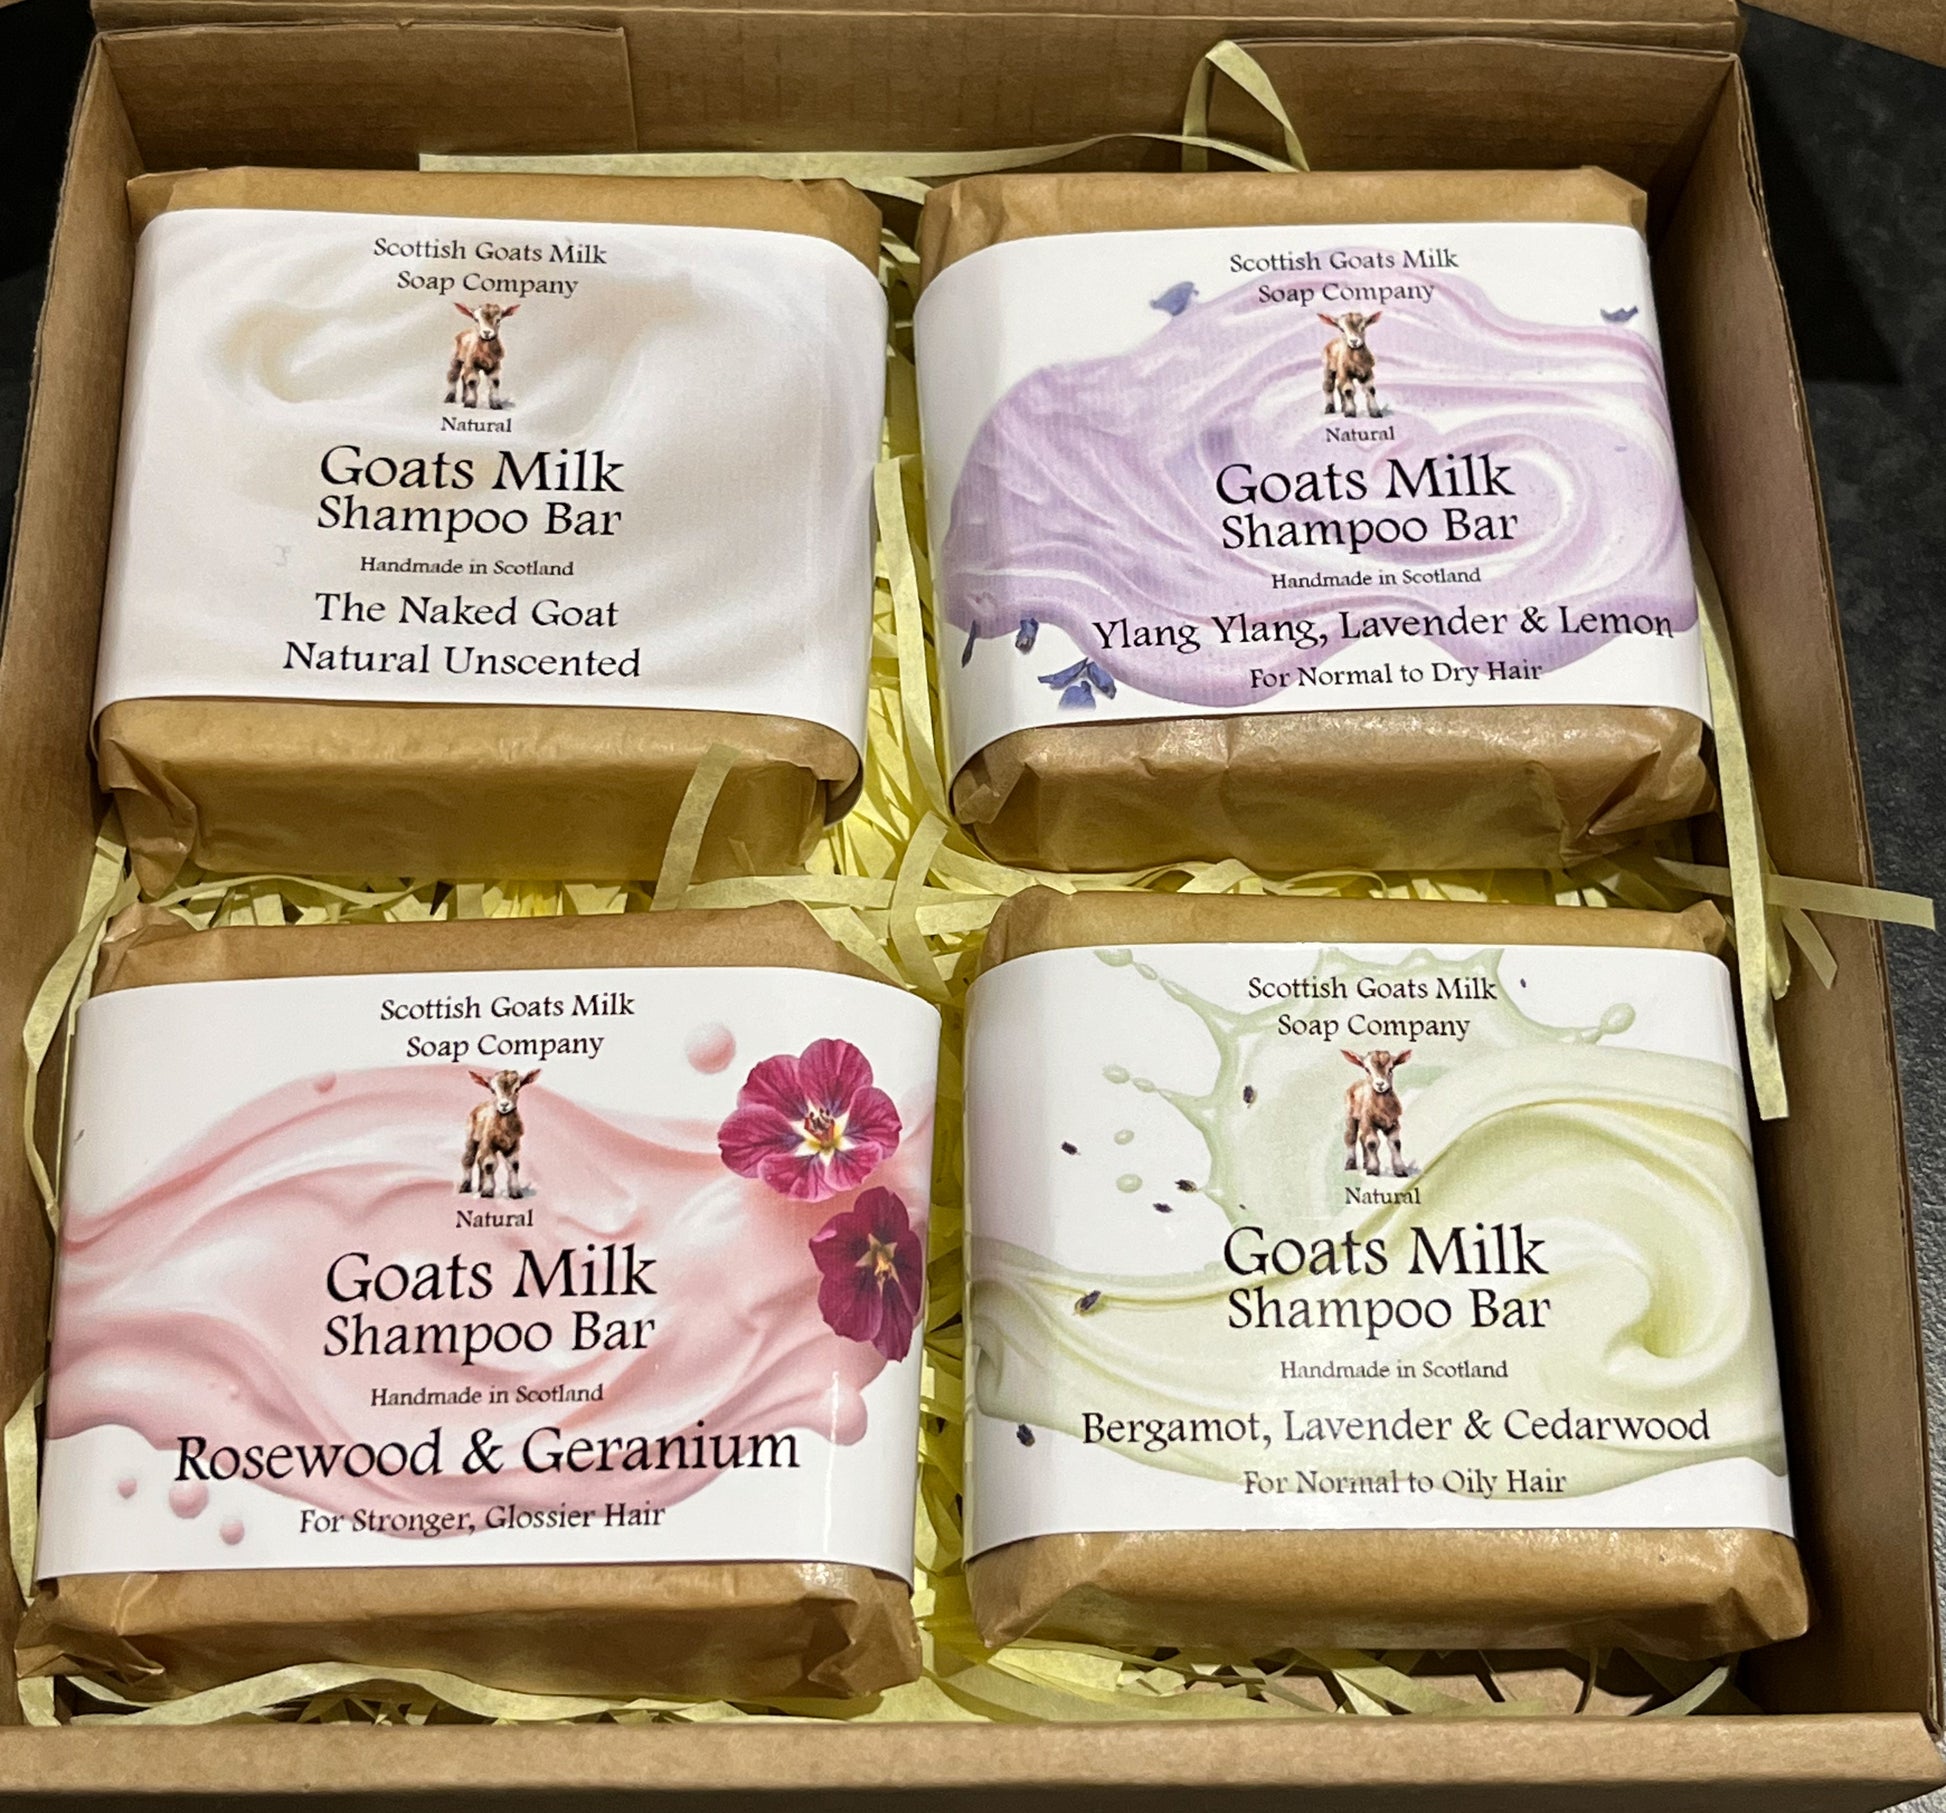 Scottish Goats Milk
Soap Company
Natural
Goats Milk
Shampoo Bar
Handmade in Scotland
The Naked Goat
Natural Unscented
Scottish Goats Milk
Soap Company
Natural
Goats Milk
Shampoo Bar
Handmade in Scotland
Ylang Ylang, Lavender & Lemon
For Normal to Dry Hair
Scottish Goats Milk
Soap Company
Natural
Goats Milk
Shampoo Bar
Handmade in Scotland
Rosewood & Geranium
For Stronger, Glossier Hair
Scottish Goats Milk
Soap Company
Natural
Goats Milk
Shampoo Bar
Handmade in Scotland
Bergamot, Lavender & Cedarwood
For Normal to Oily Hair